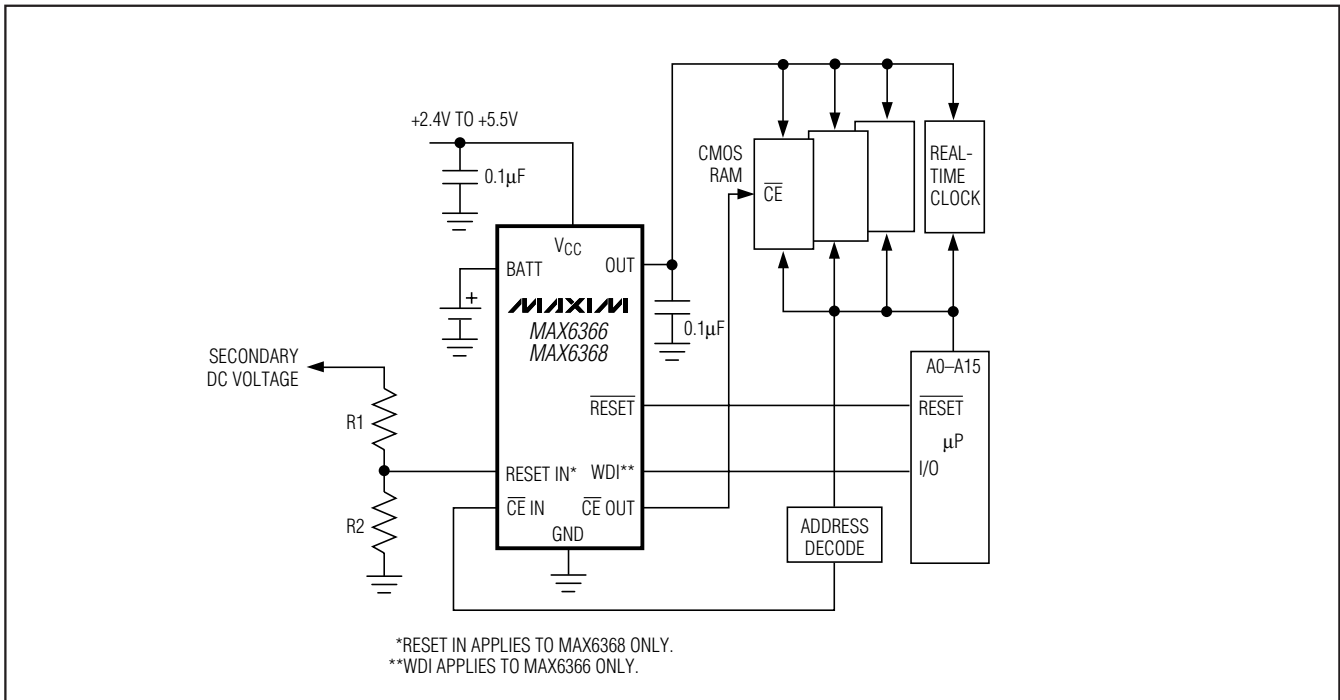 +2.4V TO +5.5V
0.1µF
CMOS
RAM
CE
REAL-
TIME
CLOCK
VCC
BATT
OUT
+
MAXIM
MAX6366
MAX6368
0.1µF
SECONDARY
DC VOLTAGE
A0–A15
R1
RESET
RESET
µP
RESET IN*
WDI**
I/O
CE IN
CE OUT
R2
GND
ADDRESS
DECODE
*RESET IN APPLIES TO MAX6368 ONLY.
**WDI APPLIES TO MAX6366 ONLY.